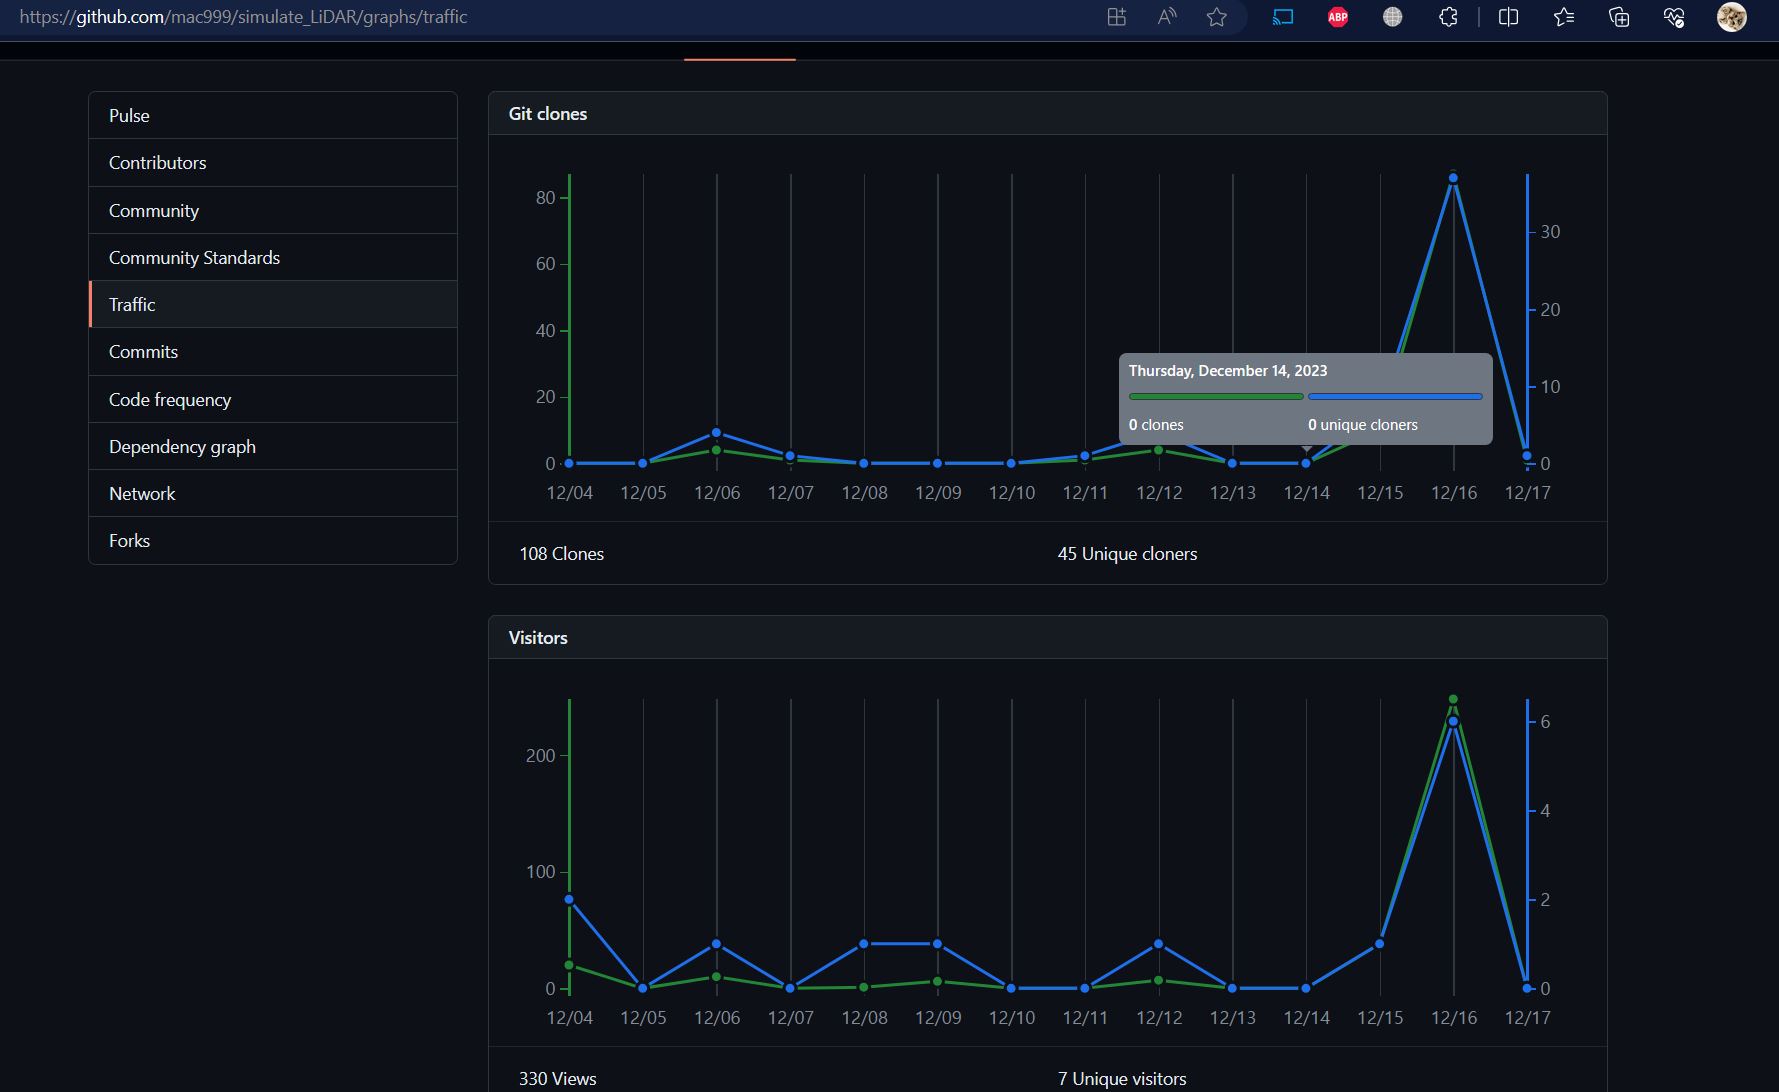 https://github.com/mac999/simulate_LiDAR/graphs/traffic
A
ABP
Pulse
Contributors
Community
Community Standards
Traffic
Commits
Code frequency
Dependency graph
Network
Forks
Git clones
80
60
40
20
0
30
20
10
0
Thursday, December 14, 2023
0 clones 0 unique cloners
12/04 12/05 12/06 12/07 12/08 12/09 12/10 12/11 12/12 12/13 12/14 12/15 12/16 12/17
108 Clones 45 Unique cloners
Visitors
200
100
0
6
4
2
0
12/04 12/05 12/06 12/07 12/08 12/09 12/10 12/11 12/12 12/13 12/14 12/15 12/16 12/17
330 Views 7 Unique visitors